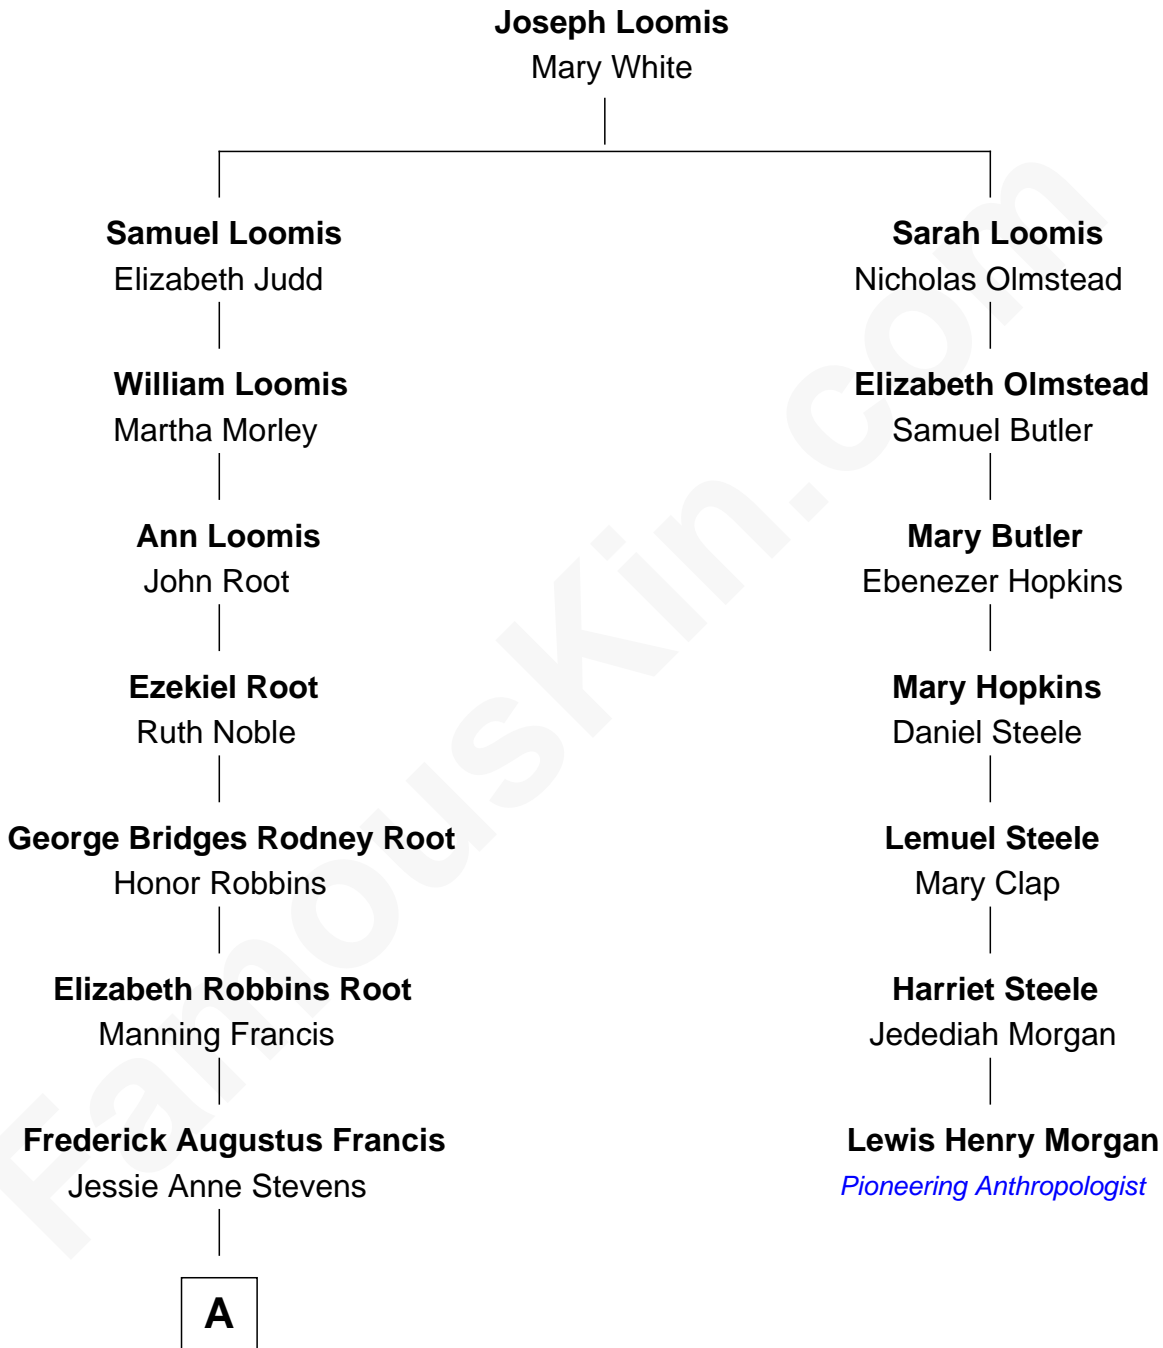 Joseph Loomis
Mary White
Samuel Loomis
Elizabeth Judd
William Loomis
Martha Morley
Ann Loomis
John Root
Ezekiel Root
Ruth Noble
George Bridges Rodney Root
Honor Robbins
Elizabeth Robbins Root
Manning Francis
Frederick Augustus Francis
Jessie Anne Stevens
A
Sarah Loomis
Nicholas Olmstead
Elizabeth Olmstead
Samuel Butler
Mary Butler
Ebenezer Hopkins
Mary Hopkins
Daniel Steele
Lemuel Steele
Mary Clap
Harriet Steele
Jedediah Morgan
Lewis Henry Morgan
Pioneering Anthropologist
FamousKin.com